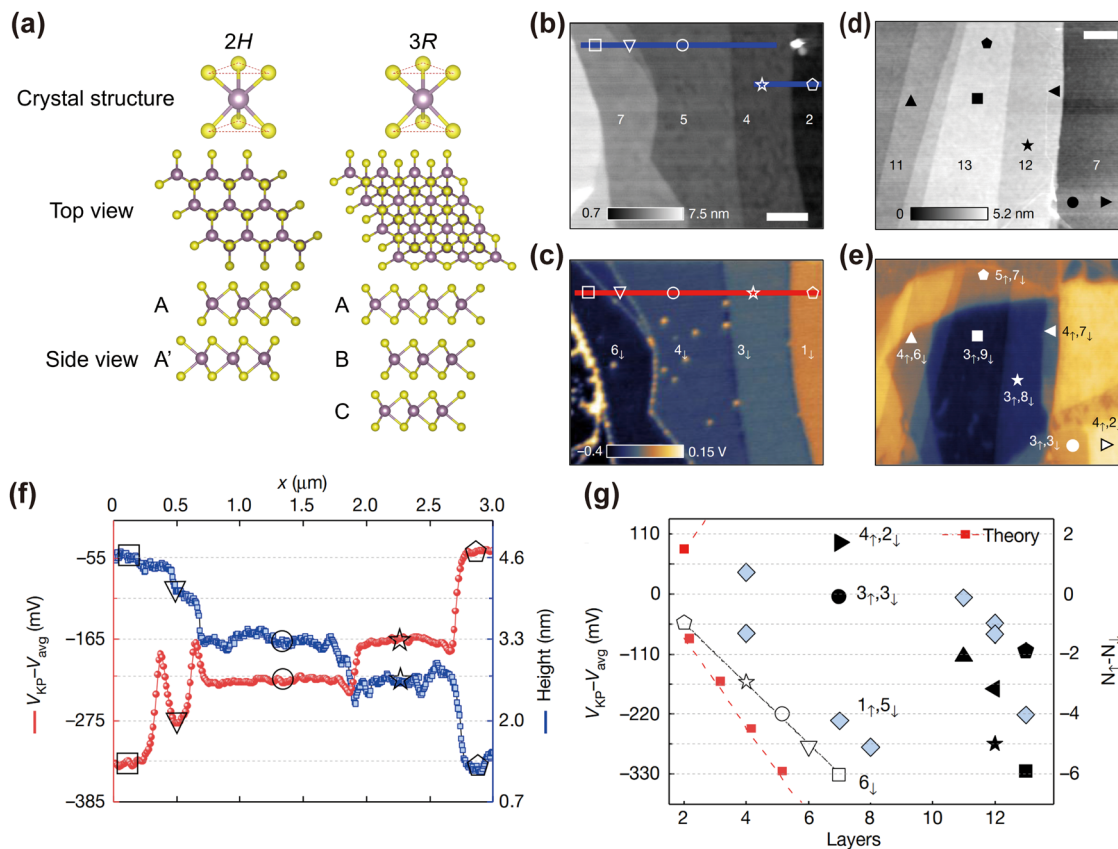 (a)
2H
3R
Crystal structure
Top view
A
A
Side view
A'
B
C
(b)
7
5
4
2
0.7
7.5 nm
(d)
11
13
12
7
0
5.2 nm
(c)
6↓
4↓
3↓
1↓
−0.4
0.15 V
(e)
5↑,7↓
4↑,7↓
4↑,6↓
3↑,9↓
3↑,8↓
3↑,3↓
4↑,2
(f)
x (μm)
0
0.5
1.0
1.5
2.0
2.5
3.0
−55
−165
−275
−385
V_KP−V_avg (mV)
4.6
3.3
2.0
0.7
Height (nm)
(g)
110
0
−110
−220
−330
V_KP−V_avg (mV)
4↑,2↓
3↑,3↓
1↑,5↓
6↓
Theory
2
0
−2
−4
−6
N↑−N↓
2
4
6
8
10
12
Layers